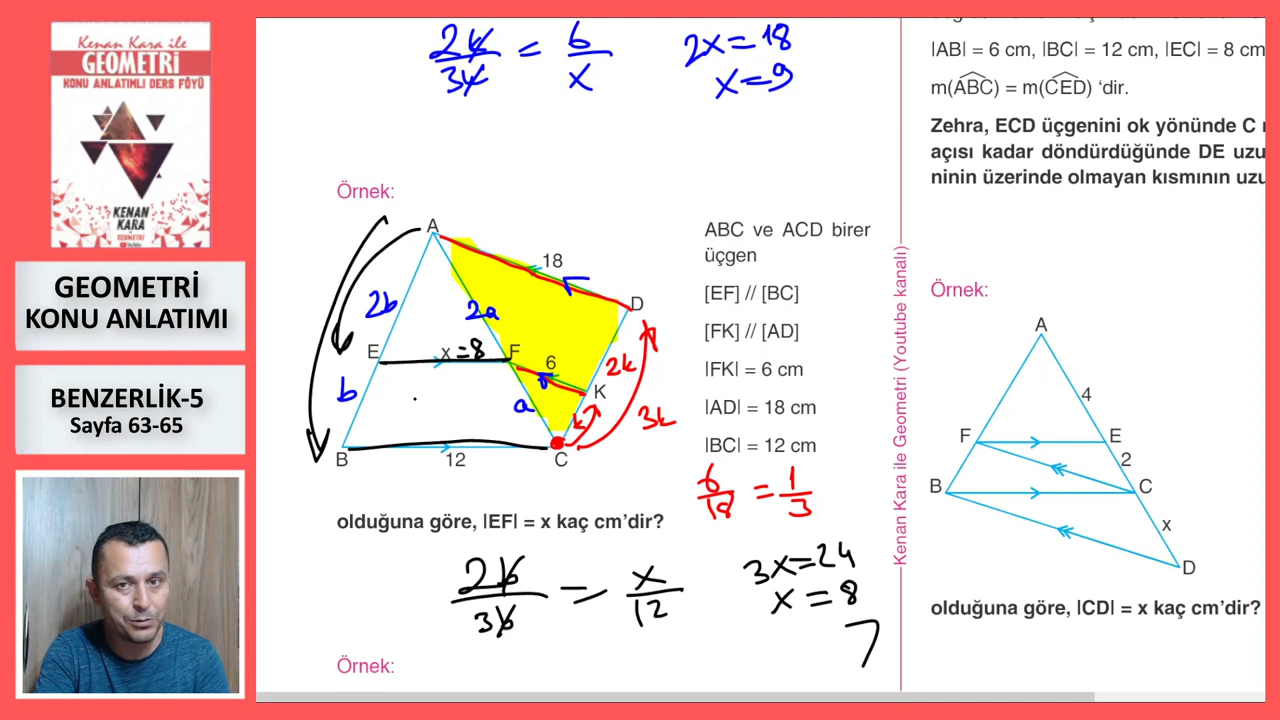 Kenan Kara ile
GEOMETRİ
KONU ANLATIMLI DERS FÖYÜ
KENAN
KARA
GEOMETRİ
GEOMETRİ
KONU ANLATIMI
BENZERLİK-5
Sayfa 63-65
2k/3k = 6/x
2x=18
x=9
Örnek:
A
18
D
2b
2a
E
x
=8
F
6
K
2k
b
a
k
3k
B
12
C
ABC ve ACD birer
üçgen
[EF] // [BC]
[FK] // [AD]
|FK| = 6 cm
|AD| = 18 cm
|BC| = 12 cm
6/18 = 1/3
olduğuna göre, |EF| = x kaç cm’dir?
2b/3b = x/12
3x=24
x=8
Örnek:
Kenan Kara ile Geometri (Youtube kanalı)
|AB| = 6 cm, |BC| = 12 cm, |EC| = 8 cm
m(ABC) = m(CED) ‘dir.
Zehra, ECD üçgenini ok yönünde C
açısı kadar döndürdüğünde DE uzu
ninin üzerinde olmayan kısmının uzu
Örnek:
A
4
F
E
2
B
C
x
D
olduğuna göre, |CD| = x kaç cm’dir?